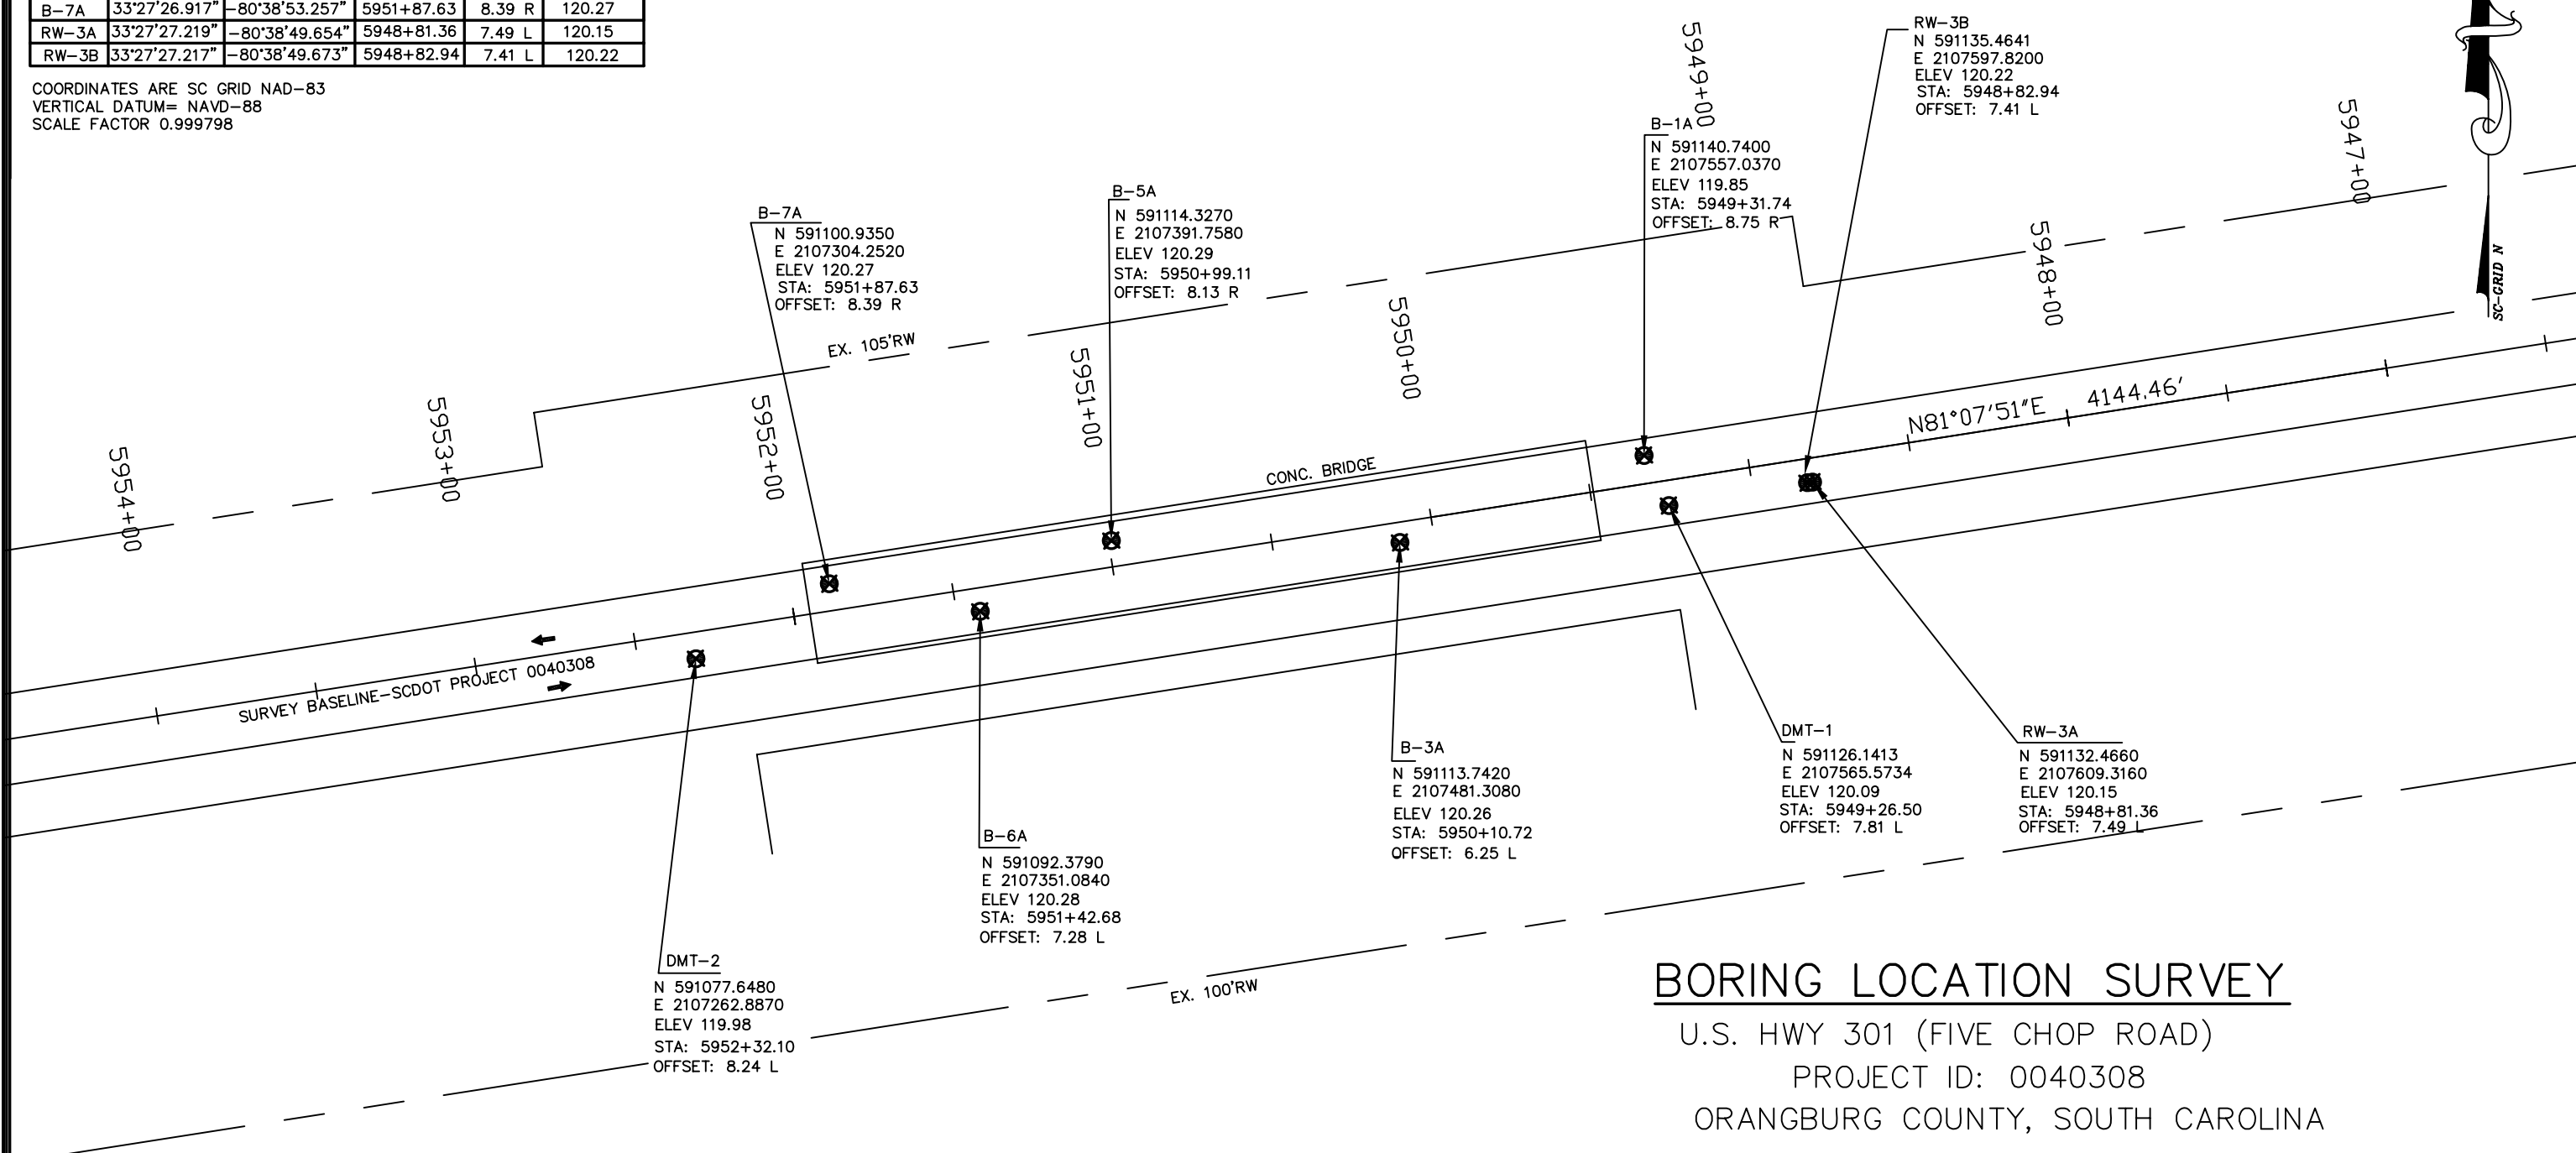 B-7A 33°27'26.917" -80°38'53.257" 5951+87.63 8.39 R 120.27
RW-3A 33°27'27.219" -80°38'49.654" 5948+81.36 7.49 L 120.15
RW-3B 33°27'27.217" -80°38'49.673" 5948+82.94 7.41 L 120.22
COORDINATES ARE SC GRID NAD-83
VERTICAL DATUM= NAVD-88
SCALE FACTOR 0.999798
RW-3B
N 591135.4641
E 2107597.8200
ELEV 120.22
STA: 5948+82.94
OFFSET: 7.41 L
B-1A
N 591140.7400
E 2107557.0370
ELEV 119.85
STA: 5949+31.74
OFFSET: 8.75 R
B-5A
N 591114.3270
E 2107391.7580
ELEV 120.29
STA: 5950+99.11
OFFSET: 8.13 R
B-7A
N 591100.9350
E 2107304.2520
ELEV 120.27
STA: 5951+87.63
OFFSET: 8.39 R
5954+00
5953+00
5952+00
5951+00
5950+00
5949+00
5948+00
5947+00
SC-GRID N
EX. 105'RW
CONC. BRIDGE
N81°07'51"E 4144.46'
SURVEY BASELINE-SCDOT PROJECT 0040308
DMT-2
N 591077.6480
E 2107262.8870
ELEV 119.98
STA: 5952+32.10
OFFSET: 8.24 L
B-6A
N 591092.3790
E 2107351.0840
ELEV 120.28
STA: 5951+42.68
OFFSET: 7.28 L
B-3A
N 591113.7420
E 2107481.3080
ELEV 120.26
STA: 5950+10.72
OFFSET: 6.25 L
DMT-1
N 591126.1413
E 2107565.5734
ELEV 120.09
STA: 5949+26.50
OFFSET: 7.81 L
RW-3A
N 591132.4660
E 2107609.3160
ELEV 120.15
STA: 5948+81.36
OFFSET: 7.49 L
EX. 100'RW
BORING LOCATION SURVEY
U.S. HWY 301 (FIVE CHOP ROAD)
PROJECT ID: 0040308
ORANGBURG COUNTY, SOUTH CAROLINA